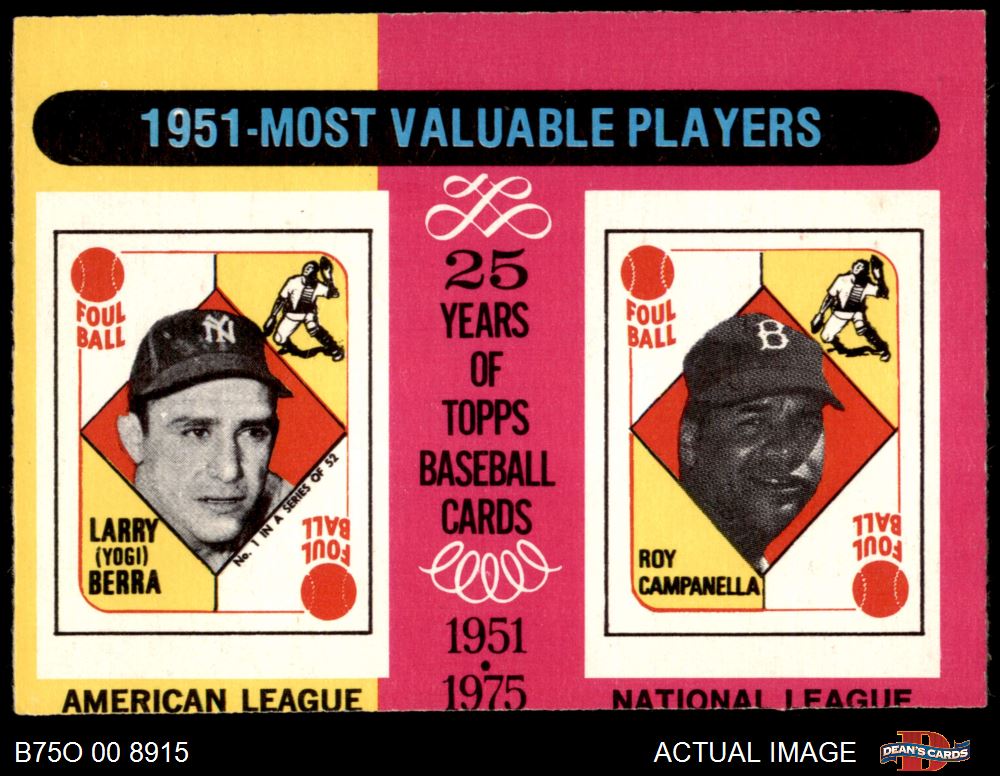 1951-MOST VALUABLE PLAYERS
25
YEARS
OF
TOPPS
BASEBALL
CARDS
1951
•
1975
FOUL
BALL
NY
No. 1 IN A SERIES OF 52
LARRY
(YOGI)
BERRA
FOUL
BALL
AMERICAN LEAGUE
FOUL
BALL
B
ROY
CAMPANELLA
FOUL
BALL
NATIONAL LEAGUE
B75O 00 8915
ACTUAL IMAGE
D
DEAN'S CARDS